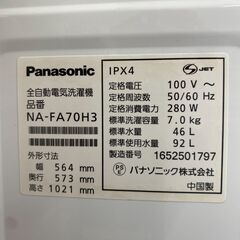 Panasonic
全自動電気洗濯機
品番
NA-FA70H3
外形寸法
幅 564 mm
奥行 573 mm
高さ 1021 mm
IPX4
S JET
定格電圧 100 V～
定格周波数 50/60 Hz
定格消費電力 280 W
標準洗濯容量 7.0 kg
標準水量 46 L
標準使用水量 92 L
製造番号 1652501797
パナソニック株式会社
中国製